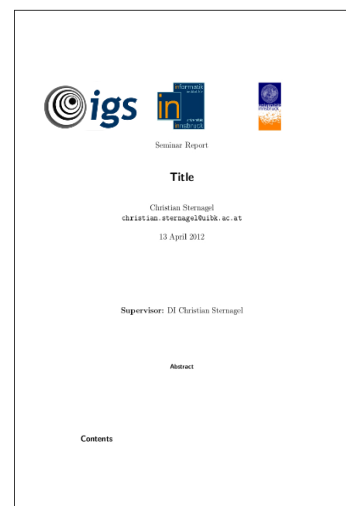 igs
informatik
in
innsbruck
Seminar Report
Title
Christian Sternagel
christian.sternagel@uibk.ac.at
13 April 2012
Supervisor: DI Christian Sternagel
Abstract
Contents